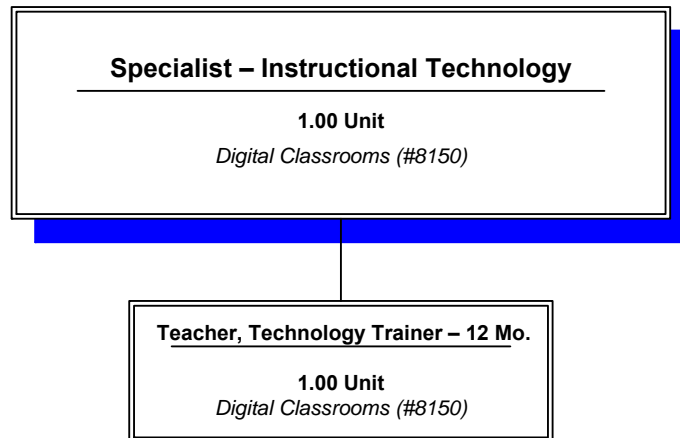 Specialist – Instructional Technology
1.00 Unit
Digital Classrooms (#8150)
Teacher, Technology Trainer – 12 Mo.
1.00 Unit
Digital Classrooms (#8150)